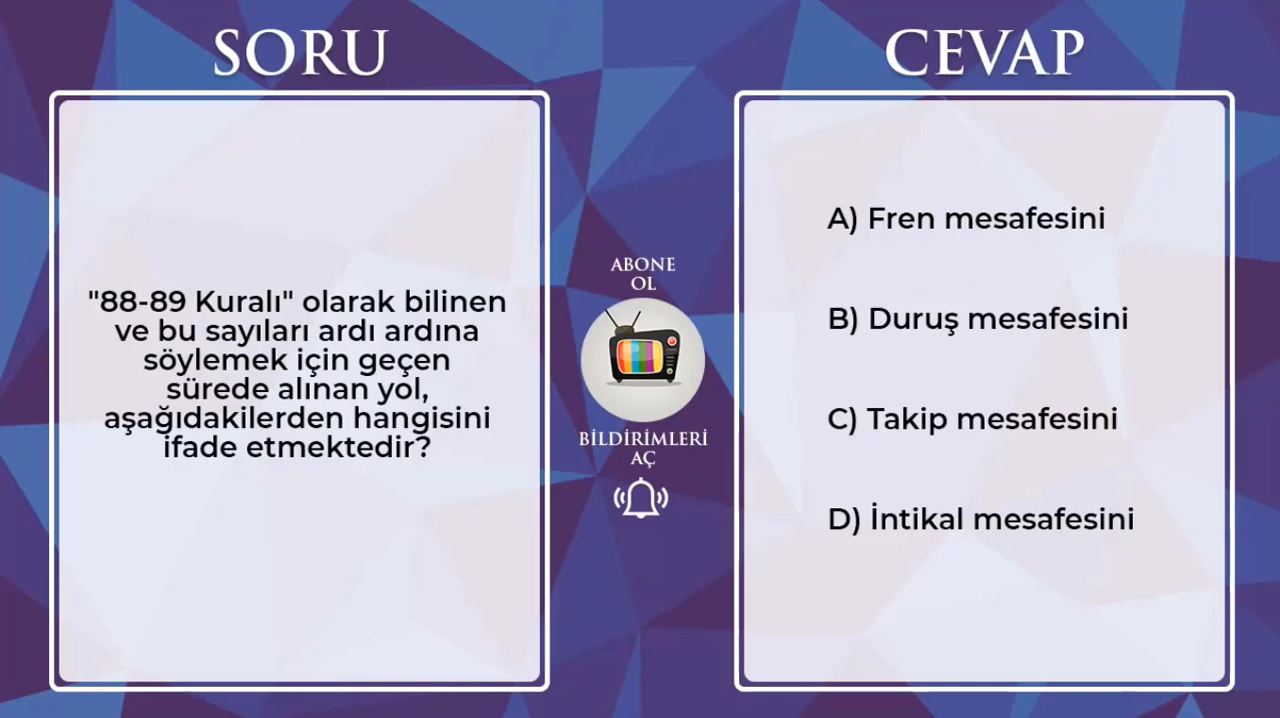 SORU
"88-89 Kuralı" olarak bilinen
ve bu sayıları ardı ardına
söylemek için geçen
sürede alınan yol,
aşağıdakilerden hangisini
ifade etmektedir?
ABONE
OL
BİLDİRİMLERİ
AÇ
CEVAP
A) Fren mesafesini
B) Duruş mesafesini
C) Takip mesafesini
D) İntikal mesafesini